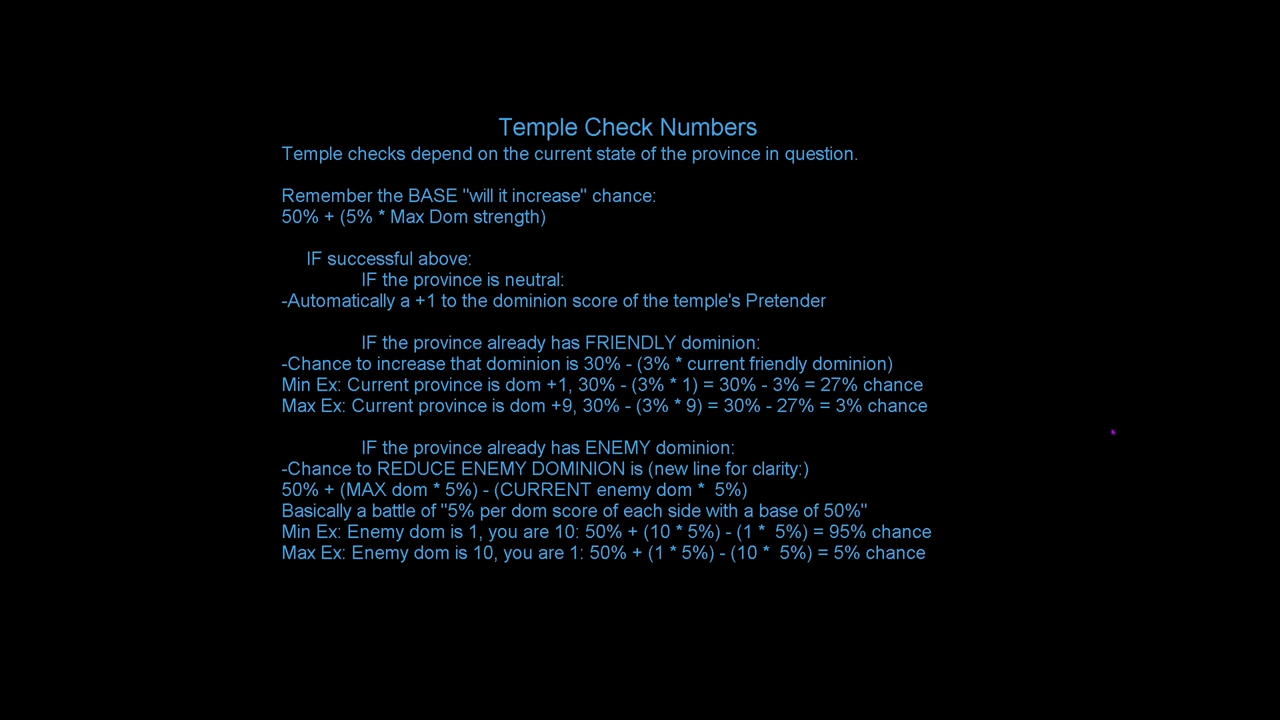 Temple Check Numbers
Temple checks depend on the current state of the province in question.
Remember the BASE "will it increase" chance:
50% + (5% * Max Dom strength)
IF successful above:
IF the province is neutral:
-Automatically a +1 to the dominion score of the temple's Pretender
IF the province already has FRIENDLY dominion:
-Chance to increase that dominion is 30% - (3% * current friendly dominion)
Min Ex: Current province is dom +1, 30% - (3% * 1) = 30% - 3% = 27% chance
Max Ex: Current province is dom +9, 30% - (3% * 9) = 30% - 27% = 3% chance
IF the province already has ENEMY dominion:
-Chance to REDUCE ENEMY DOMINION is (new line for clarity:)
50% + (MAX dom * 5%) - (CURRENT enemy dom *  5%)
Basically a battle of "5% per dom score of each side with a base of 50%"
Min Ex: Enemy dom is 1, you are 10: 50% + (10 * 5%) - (1 *  5%) = 95% chance
Max Ex: Enemy dom is 10, you are 1: 50% + (1 * 5%) - (10 *  5%) = 5% chance